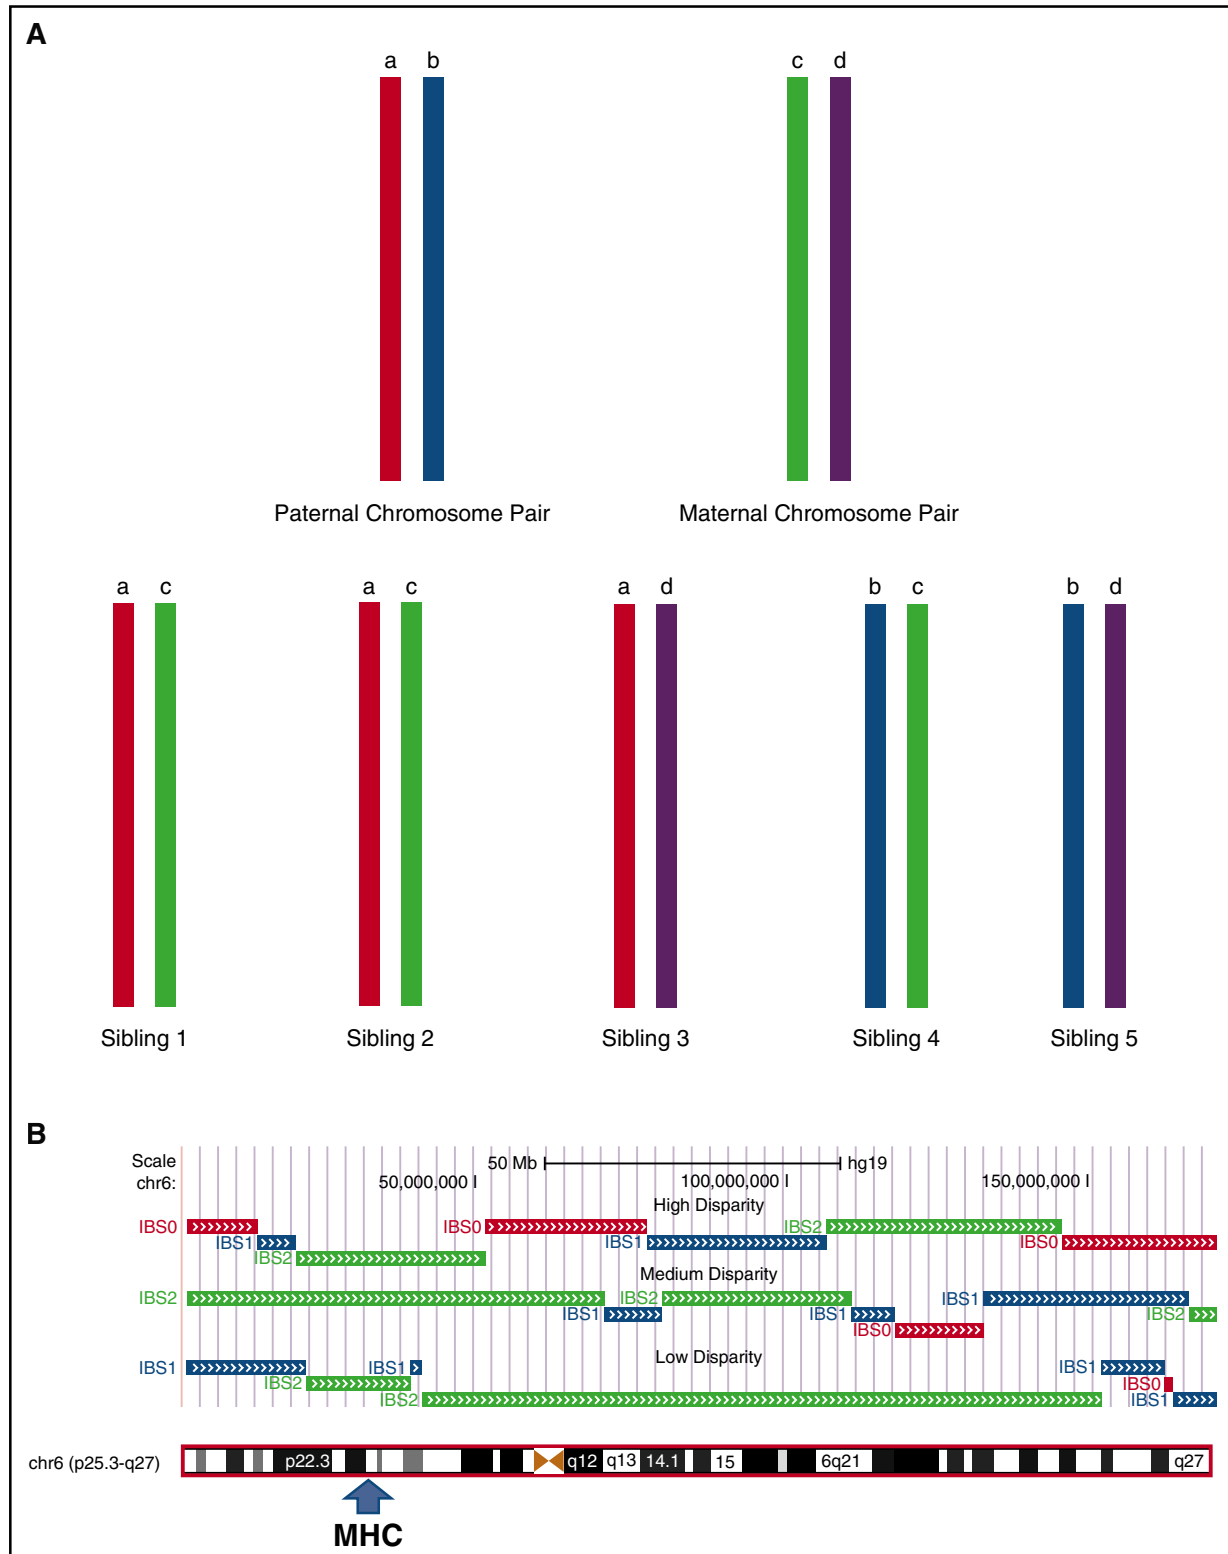 A
a b c d
Paternal Chromosome Pair Maternal Chromosome Pair
a c a c a d b c b d
Sibling 1 Sibling 2 Sibling 3 Sibling 4 Sibling 5
B
Scale 50 Mb hg19
chr6: 50,000,000 I 100,000,000 I 150,000,000 I
High Disparity
IBS0 IBS0 IBS2
IBS1 IBS1 IBS0
IBS2
Medium Disparity
IBS2 IBS2 IBS1
IBS1 IBS1 IBS2
IBS0
Low Disparity
IBS1 IBS1 IBS1
IBS2 IBS0
IBS2 IBS1
chr6 (p25.3-q27) p22.3 q12 q13 14.1 15 6q21 q27
MHC